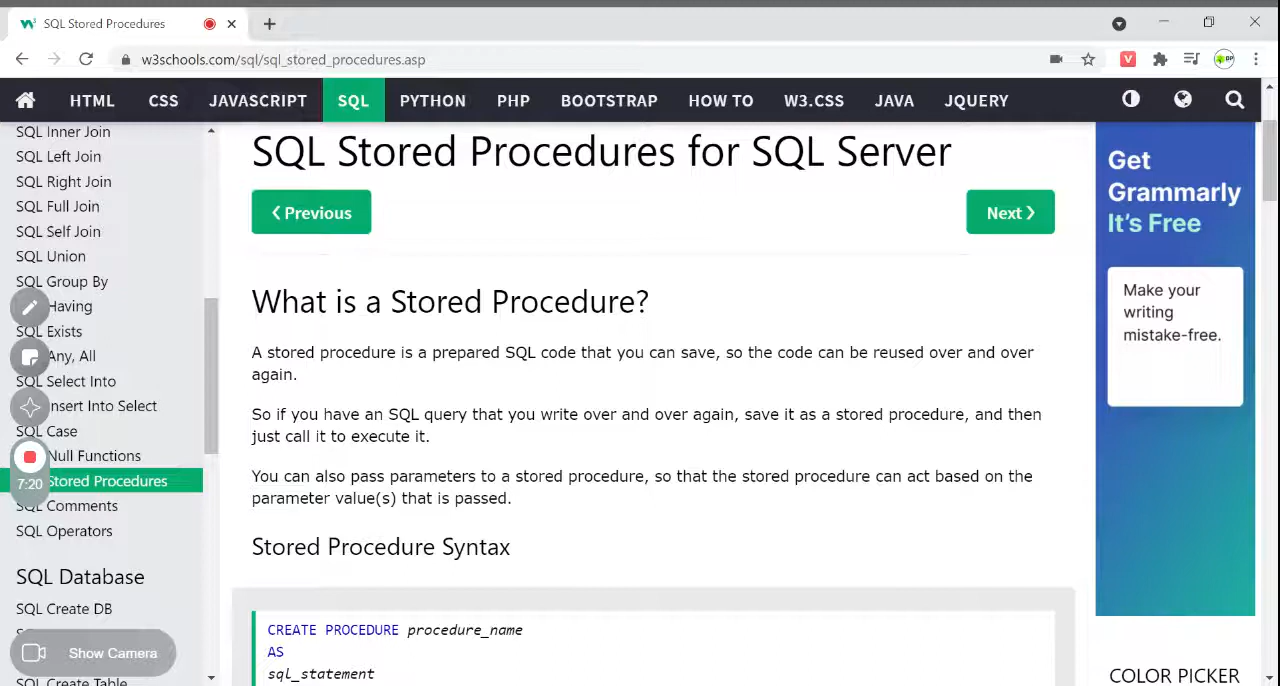 SQL Stored Procedures
w3schools.com/sql/sql_stored_procedures.asp
HTML CSS JAVASCRIPT SQL PYTHON PHP BOOTSTRAP HOW TO W3.CSS JAVA JQUERY
SQL Inner Join
SQL Left Join
SQL Right Join
SQL Full Join
SQL Self Join
SQL Union
SQL Group By
Having
SQL Exists
Any, All
SQL Select Into
Insert Into Select
SQL Case
Null Functions
Stored Procedures
SQL Comments
SQL Operators
SQL Database
SQL Create DB
SQL Create Table
7:20
Show Camera
SQL Stored Procedures for SQL Server
❮ Previous
Next ❯
What is a Stored Procedure?
A stored procedure is a prepared SQL code that you can save, so the code can be reused over and over
again.
So if you have an SQL query that you write over and over again, save it as a stored procedure, and then
just call it to execute it.
You can also pass parameters to a stored procedure, so that the stored procedure can act based on the
parameter value(s) that is passed.
Stored Procedure Syntax
CREATE PROCEDURE procedure_name
AS
sql_statement
Get
Grammarly
It's Free
Make your
writing
mistake-free.
COLOR PICKER